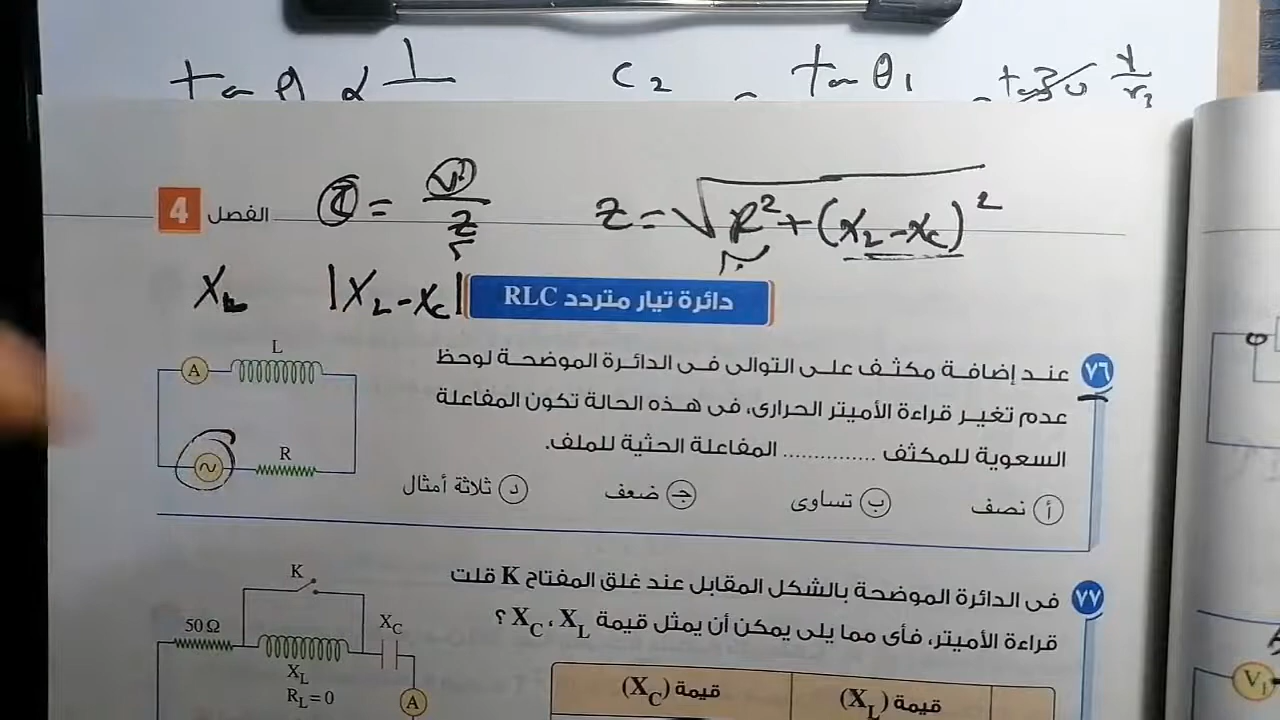 tan θ α 1
C2
tan θ1
4 الفصل
I = V / Z
Z = √R² + (XL - XC)²
XL |XL - XC|
دائرة تيار متردد RLC
٧٦ عند إضافة مكثف على التوالى فى الدائرة الموضحة لوحظ
عدم تغير قراءة الأميتر الحرارى، فى هذه الحالة تكون المفاعلة
السعوية للمكثف ............... المفاعلة الحثية للملف.
أ نصف ب تساوى جـ ضعف د ثلاثة أمثال
L
A
R
٧٧ فى الدائرة الموضحة بالشكل المقابل عند غلق المفتاح K قلت
قراءة الأميتر، فأى مما يلى يمكن أن يمثل قيمة XL ، XC ؟
قيمة (XL) قيمة (XC)
K
50 Ω
XC
XL
RL = 0
A
V1